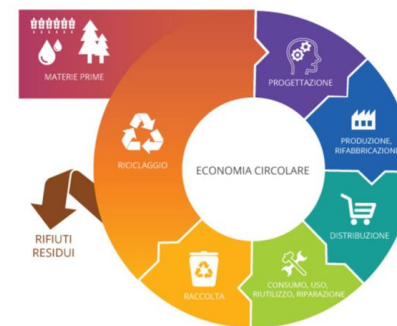 MATERIE PRIME
PROGETTAZIONE
PRODUZIONE,
RIFABBRICAZIONE
RICICLAGGIO
ECONOMIA CIRCOLARE
DISTRIBUZIONE
RIFIUTI
RESIDUI
RACCOLTA
CONSUMO, USO,
RIUTILIZZO, RIPARAZIONE